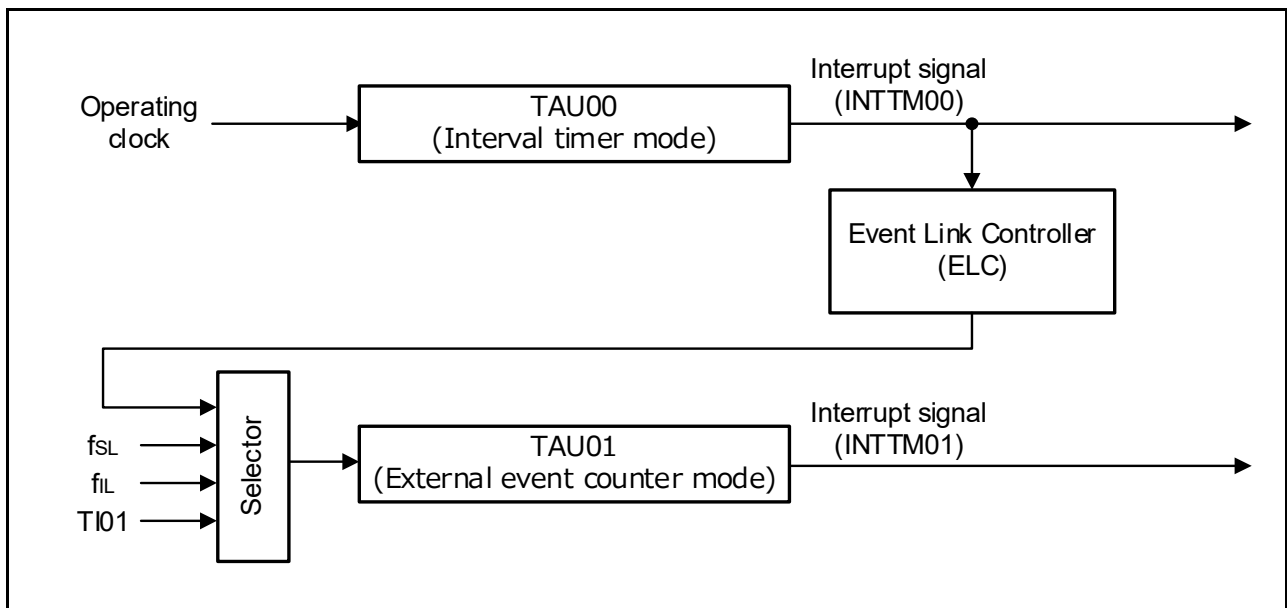 Operating
clock
TAU00
(Interval timer mode)
Interrupt signal
(INTTM00)
Event Link Controller
(ELC)
fSL
fIL
TI01
Selector
TAU01
(External event counter mode)
Interrupt signal
(INTTM01)